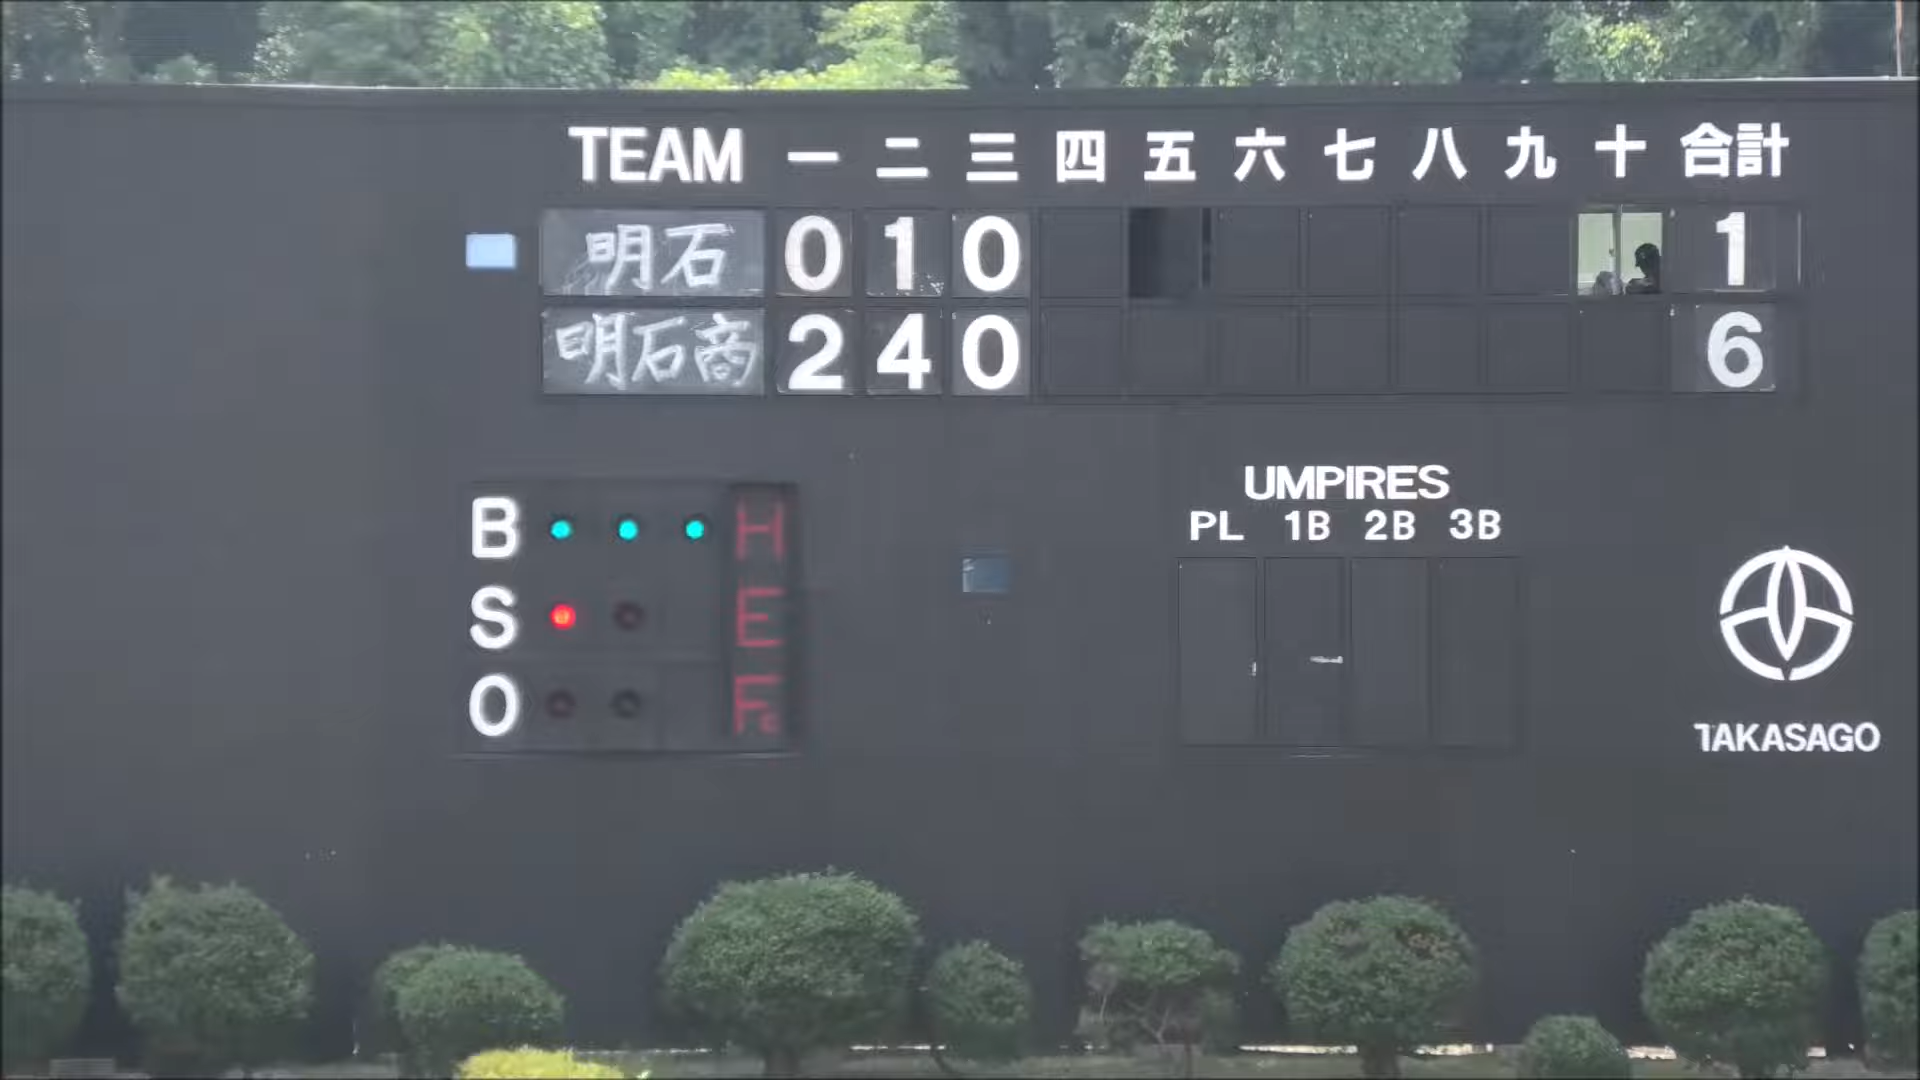 TEAM 一 二 三 四 五 六 七 八 九 十 合計
明石 0 1 0 1
明石商 2 4 0 6
UMPIRES
PL 1B 2B 3B
B H
S E
O Fc
TAKASAGO